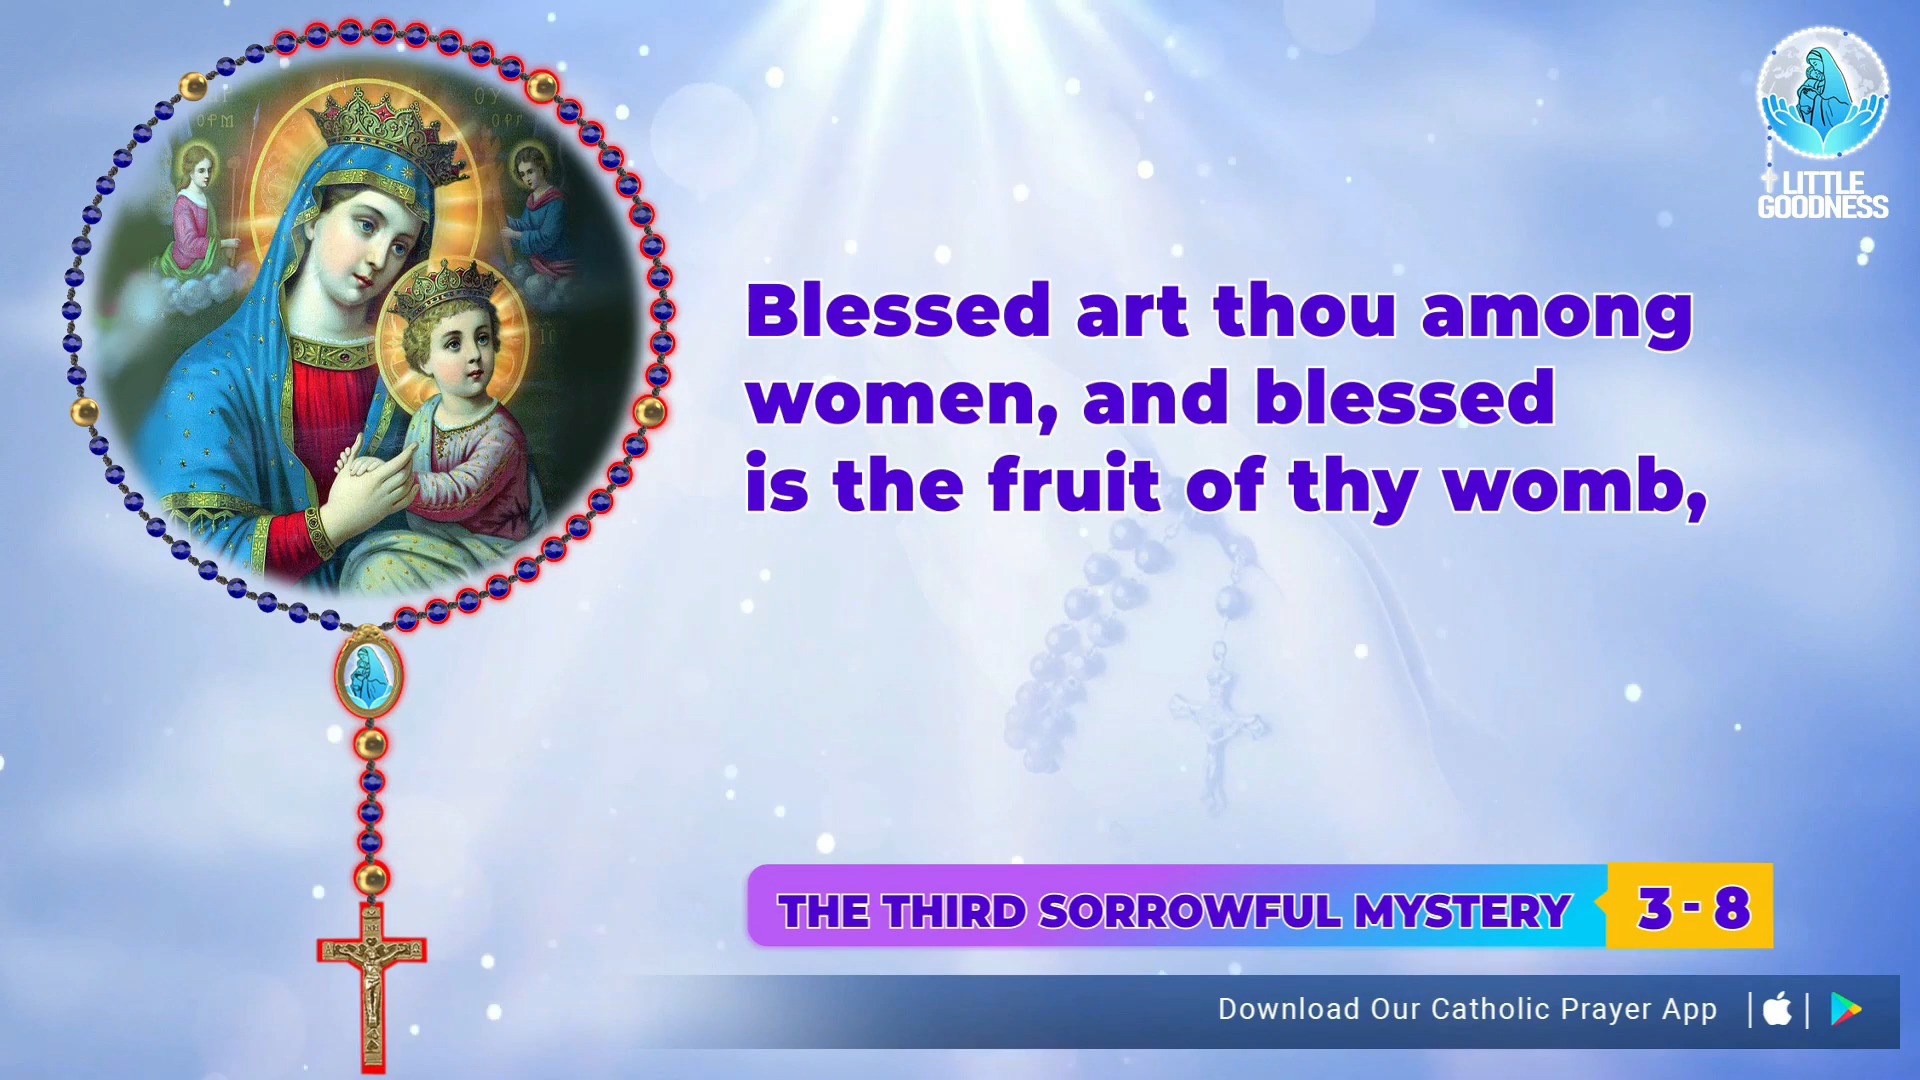 LITTLE
GOODNESS
Blessed art thou among
women, and blessed
is the fruit of thy womb,
THE THIRD SORROWFUL MYSTERY 3 - 8
Download Our Catholic Prayer App